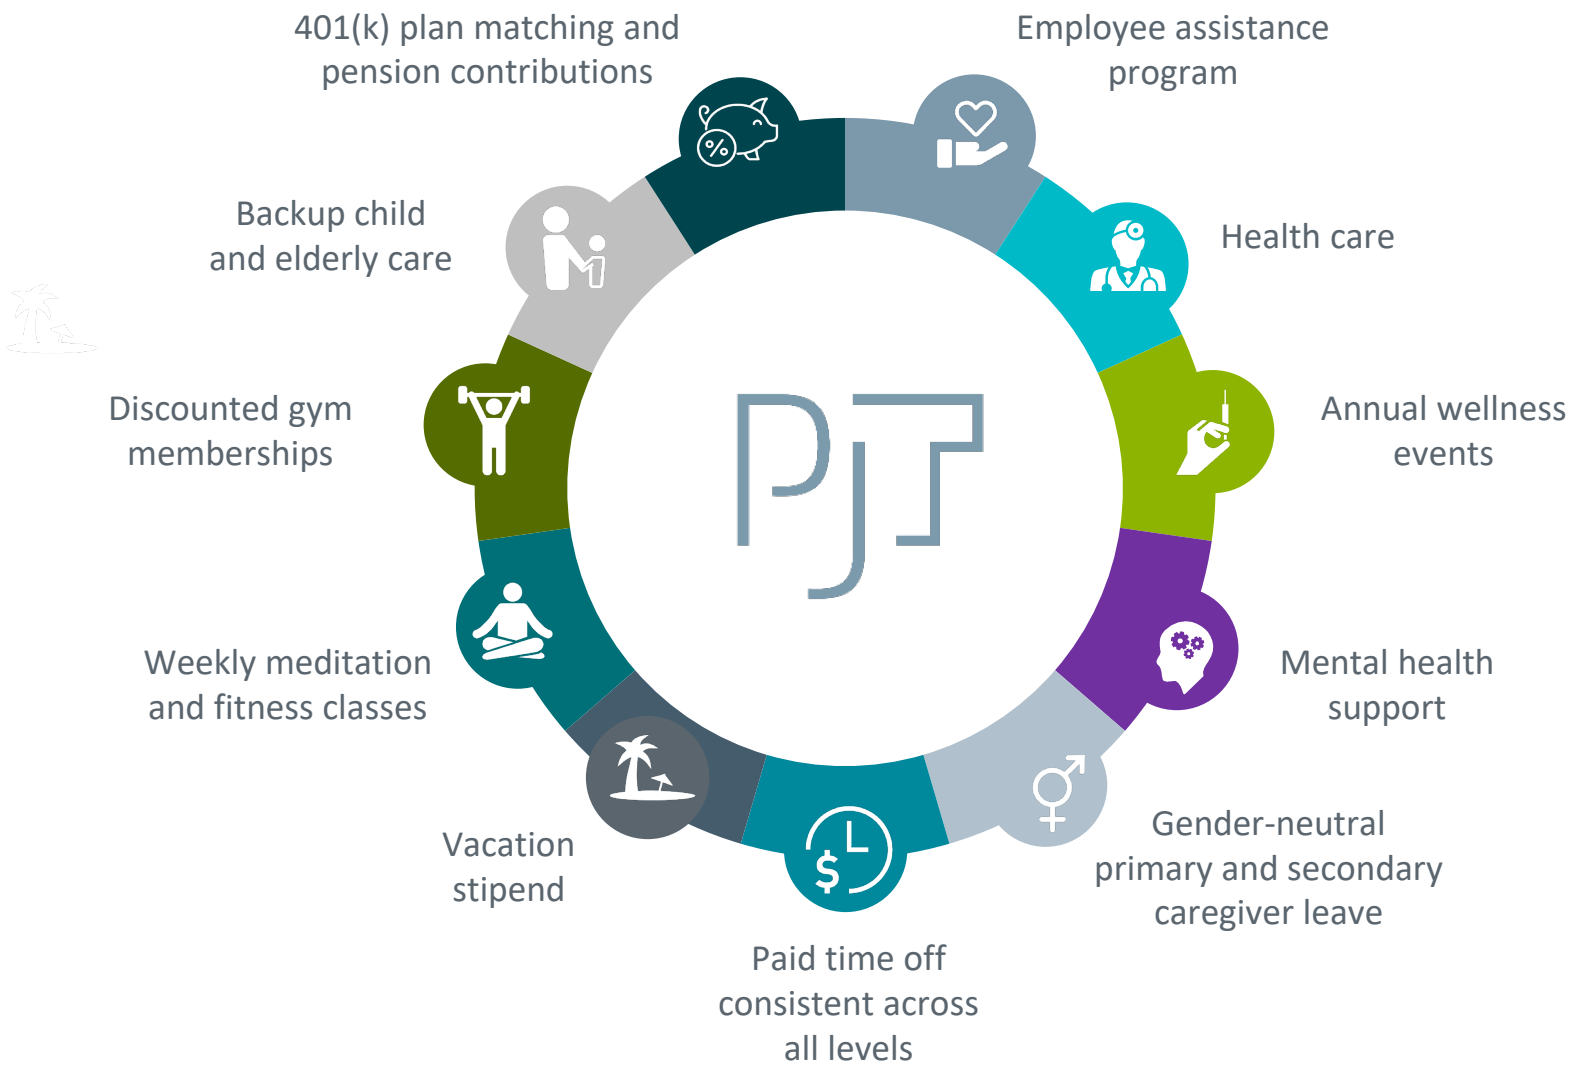 401(k) plan matching and
pension contributions
Employee assistance
program
Backup child
and elderly care
Health care
Discounted gym
memberships
Annual wellness
events
PJT
Weekly meditation
and fitness classes
Mental health
support
Vacation
stipend
Gender-neutral
primary and secondary
caregiver leave
Paid time off
consistent across
all levels
%
$